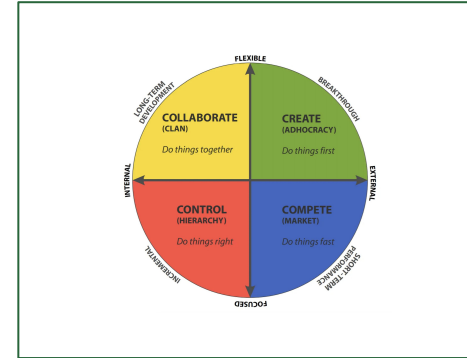 FLEXIBLE
LONG-TERM
DEVELOPMENT
BREAKTHROUGH
COLLABORATE
(CLAN)
Do things together
CREATE
(ADHOCRACY)
Do things first
INTERNAL
EXTERNAL
CONTROL
(HIERARCHY)
Do things right
COMPETE
(MARKET)
Do things fast
INCREMENTAL
SHORT-TERM
PERFORMANCE
FOCUSED